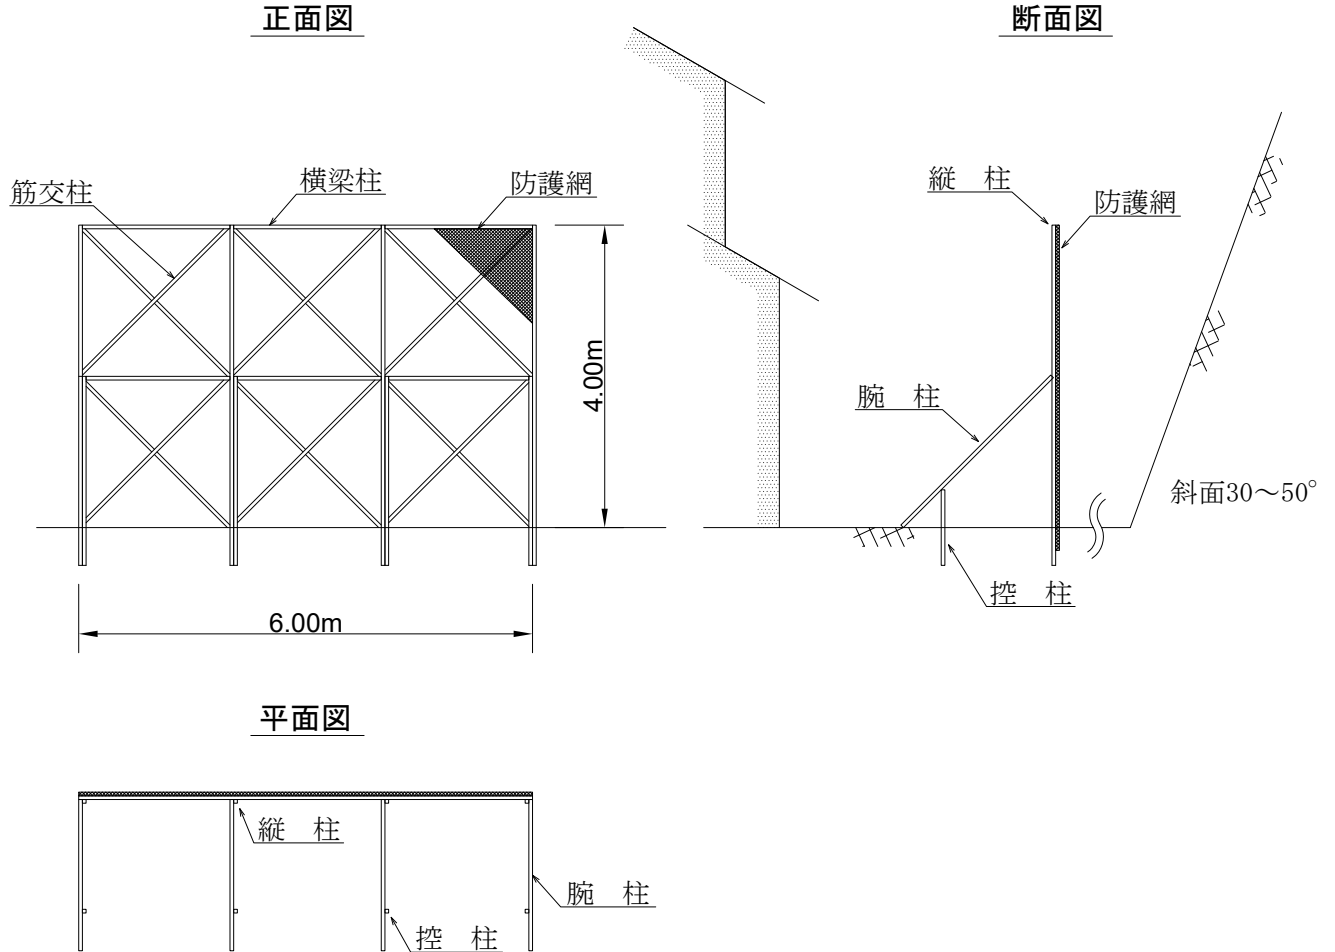 正面図
断面図
筋交柱
横梁柱
防護網
縦　柱
防護網
4.00m
腕　柱
斜面30～50°
控　柱
6.00m
平面図
縦　柱
腕　柱
控　柱